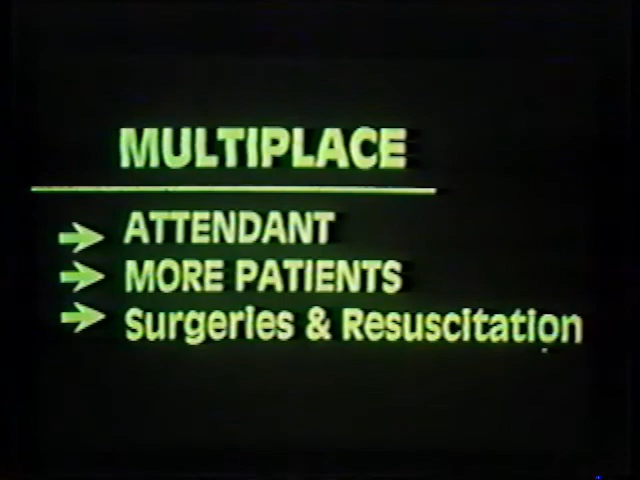 MULTIPLACE
ATTENDANT
MORE PATIENTS
Surgeries & Resuscitation